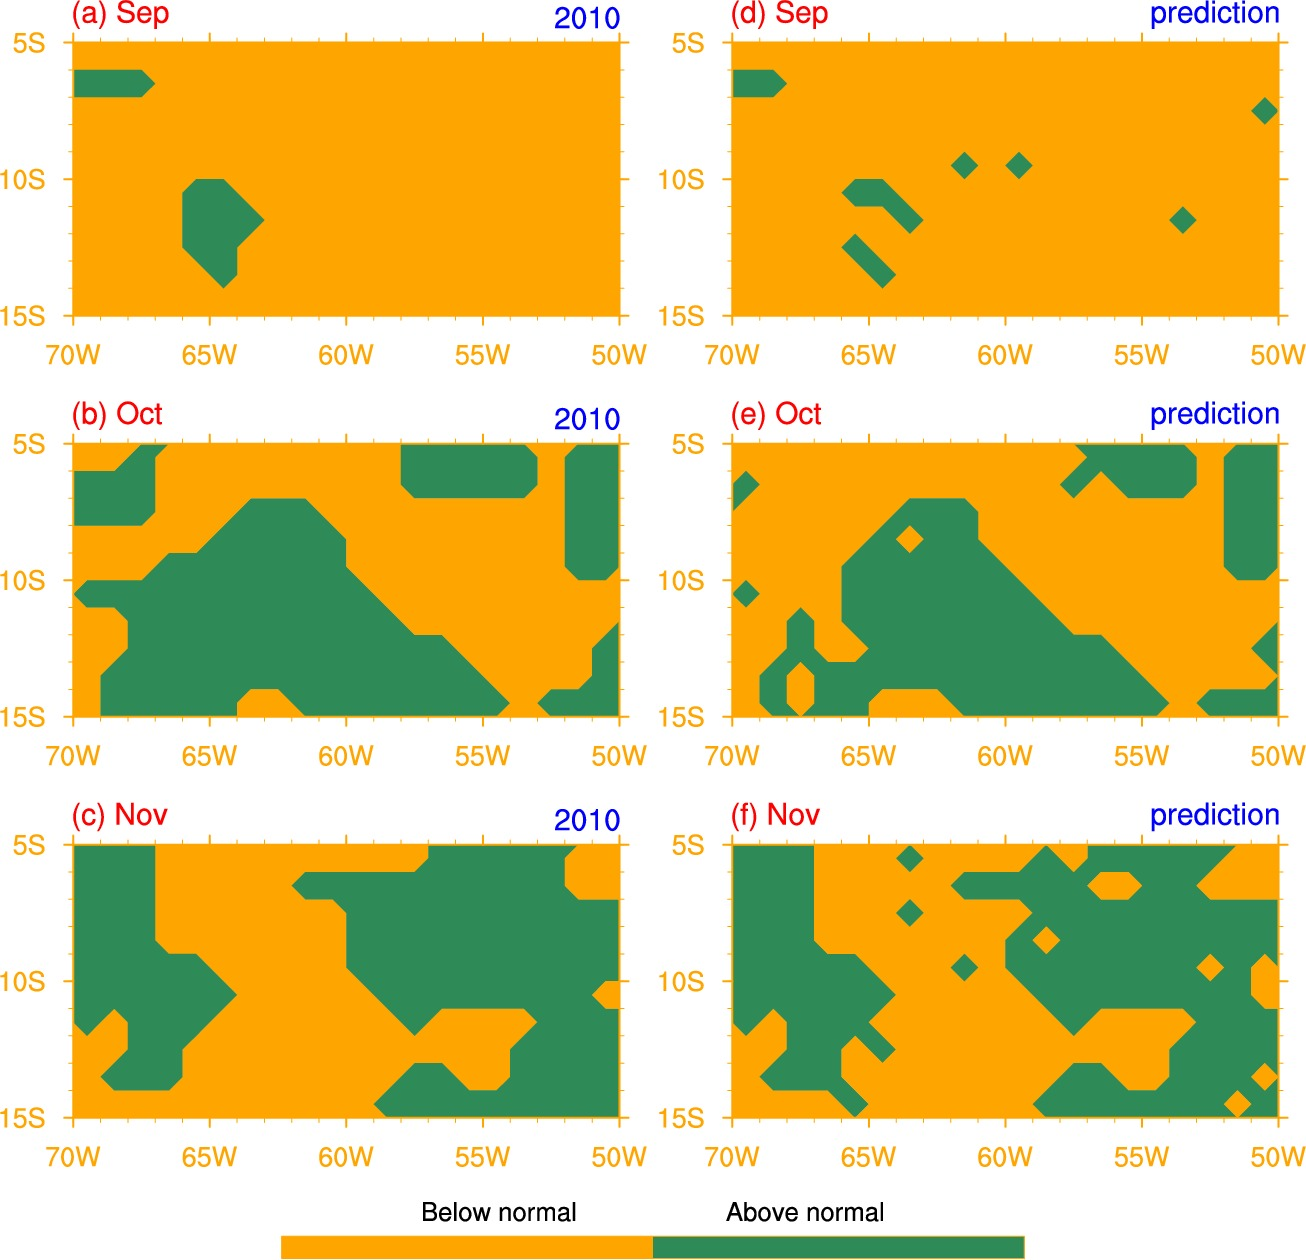 (a) Sep 2010
5S
10S
15S
70W 65W 60W 55W 50W
(d) Sep prediction
5S
10S
15S
70W 65W 60W 55W 50W
(b) Oct 2010
5S
10S
15S
70W 65W 60W 55W 50W
(e) Oct prediction
5S
10S
15S
70W 65W 60W 55W 50W
(c) Nov 2010
5S
10S
15S
70W 65W 60W 55W 50W
(f) Nov prediction
5S
10S
15S
70W 65W 60W 55W 50W
Below normal Above normal